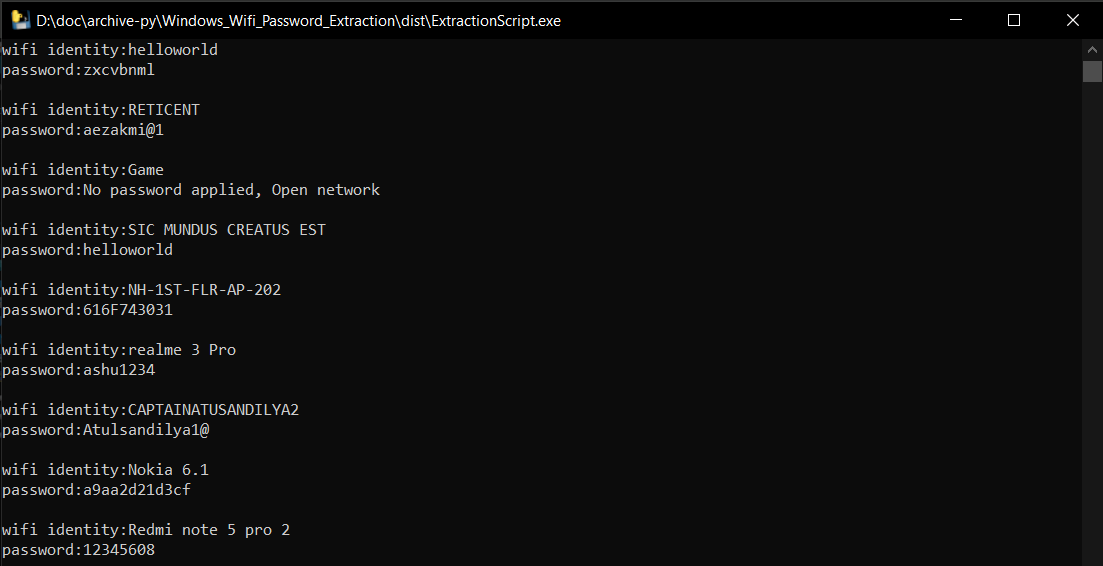 D:\doc\archive-py\Windows_Wifi_Password_Extraction\dist\ExtractionScript.exe
wifi identity:helloworld
password:zxcvbnml
wifi identity:RETICENT
password:aezakmi@1
wifi identity:Game
password:No password applied, Open network
wifi identity:SIC MUNDUS CREATUS EST
password:helloworld
wifi identity:NH-1ST-FLR-AP-202
password:616F743031
wifi identity:realme 3 Pro
password:ashu1234
wifi identity:CAPTAINATUSANDILYA2
password:Atulsandilya1@
wifi identity:Nokia 6.1
password:a9aa2d21d3cf
wifi identity:Redmi note 5 pro 2
password:12345608